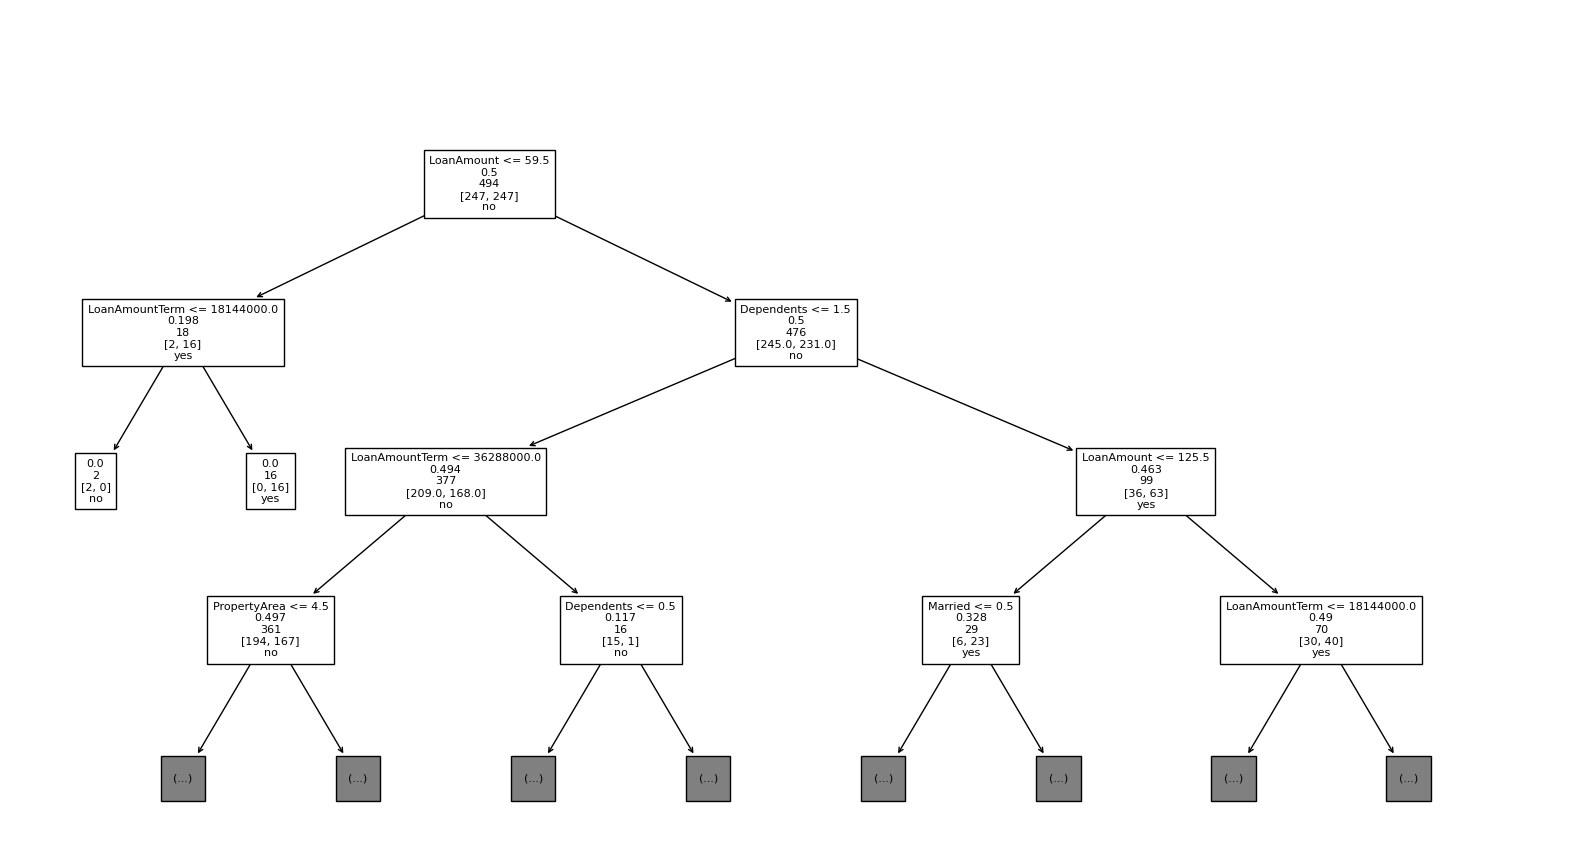 LoanAmount <= 59.5
0.5
494
[247, 247]
no
LoanAmountTerm <= 18144000.0
0.198
18
[2, 16]
yes
Dependents <= 1.5
0.5
476
[245.0, 231.0]
no
0.0
2
[2, 0]
no
0.0
16
[0, 16]
yes
LoanAmountTerm <= 36288000.0
0.494
377
[209.0, 168.0]
no
LoanAmount <= 125.5
0.463
99
[36, 63]
yes
PropertyArea <= 4.5
0.497
361
[194, 167]
no
Dependents <= 0.5
0.117
16
[15, 1]
no
Married <= 0.5
0.328
29
[6, 23]
yes
LoanAmountTerm <= 18144000.0
0.49
70
[30, 40]
yes
(...)
(...)
(...)
(...)
(...)
(...)
(...)
(...)